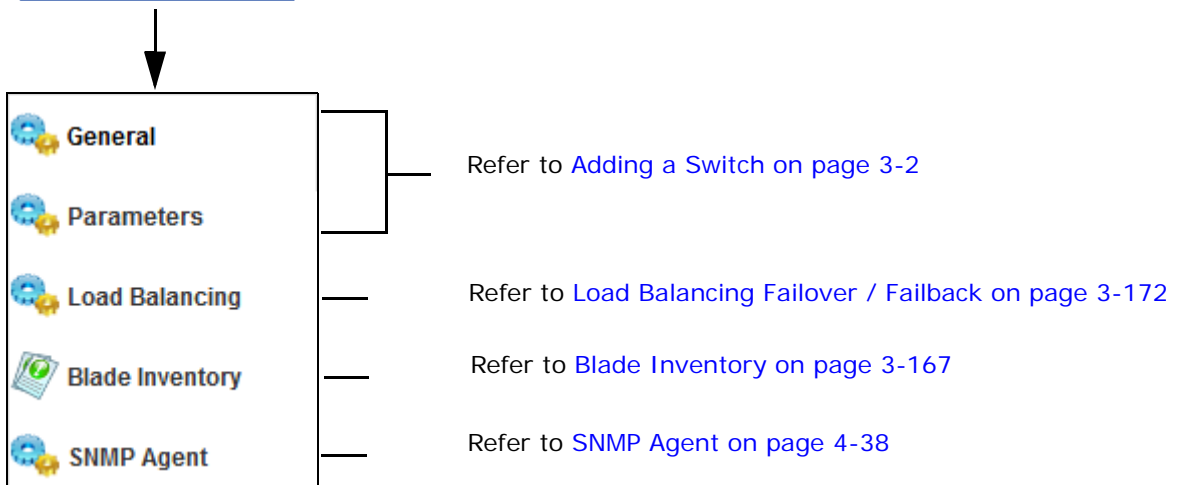 General
Refer to Adding a Switch on page 3-2
Parameters
Load Balancing
Refer to Load Balancing Failover / Failback on page 3-172
Blade Inventory
Refer to Blade Inventory on page 3-167
SNMP Agent
Refer to SNMP Agent on page 4-38